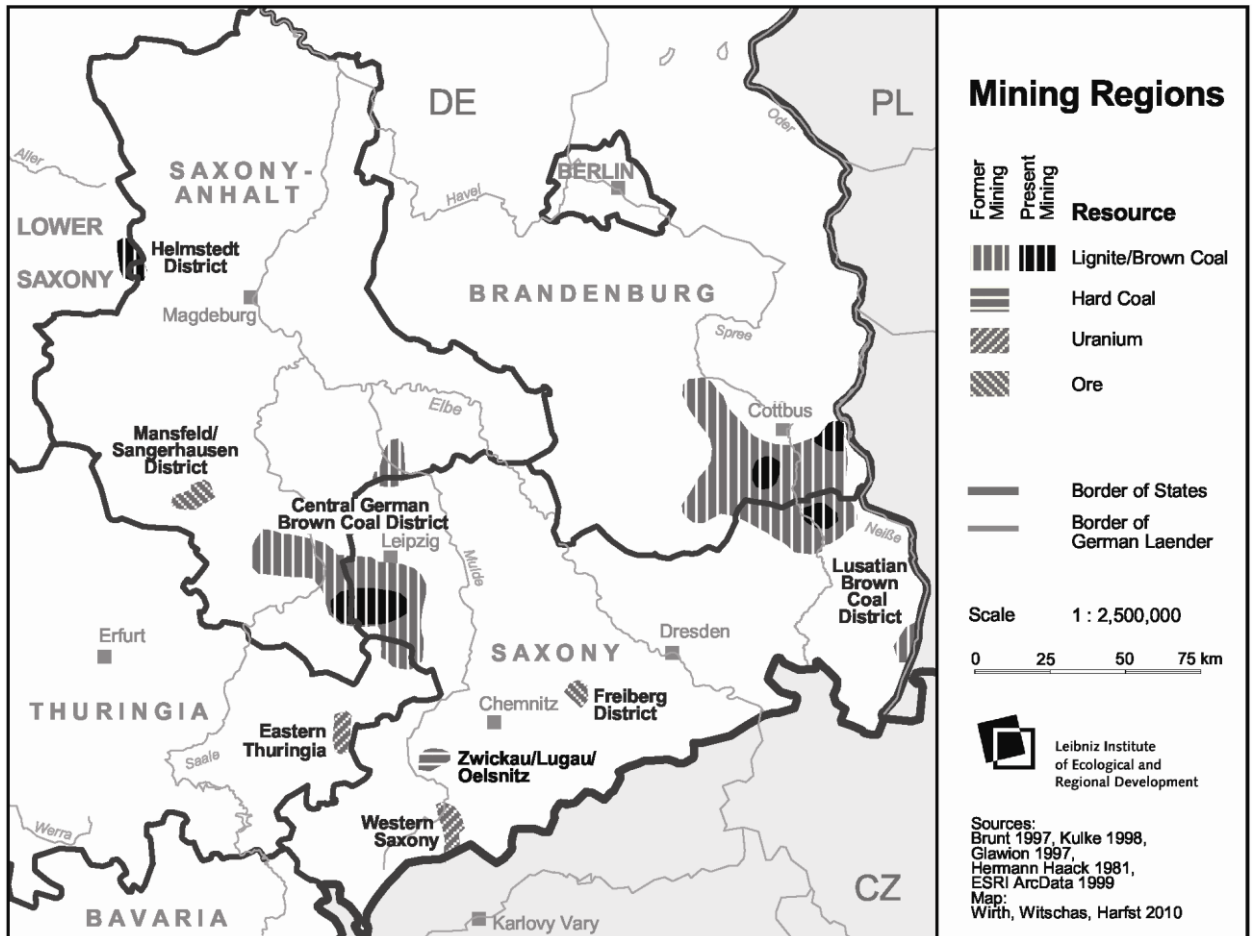 DE
PL
Oder
Aller
SAXONY-
ANHALT
BERLIN
Havel
LOWER
SAXONY
Helmstedt
District
Magdeburg
BRANDENBURG
Spree
Elbe
Cottbus
Mansfeld/
Sangerhausen
District
Central German
Brown Coal District
Leipzig
Mulde
Neiße
Lusatian
Brown
Coal
District
Erfurt
Dresden
SAXONY
THURINGIA
Chemnitz
Freiberg
District
Eastern
Thuringia
Saale
Zwickau/Lugau/
Oelsnitz
Werra
Western
Saxony
CZ
BAVARIA
Karlovy Vary
Mining Regions
Former
Mining
Present
Mining
Resource
Lignite/Brown Coal
Hard Coal
Uranium
Ore
Border of States
Border of
German Laender
Scale 1 : 2,500,000
0 25 50 75 km
Leibniz Institute
of Ecological and
Regional Development
Sources:
Brunt 1997, Kulke 1998,
Glawion 1997,
Hermann Haack 1981,
ESRI ArcData 1999
Map:
Wirth, Witschas, Harfst 2010